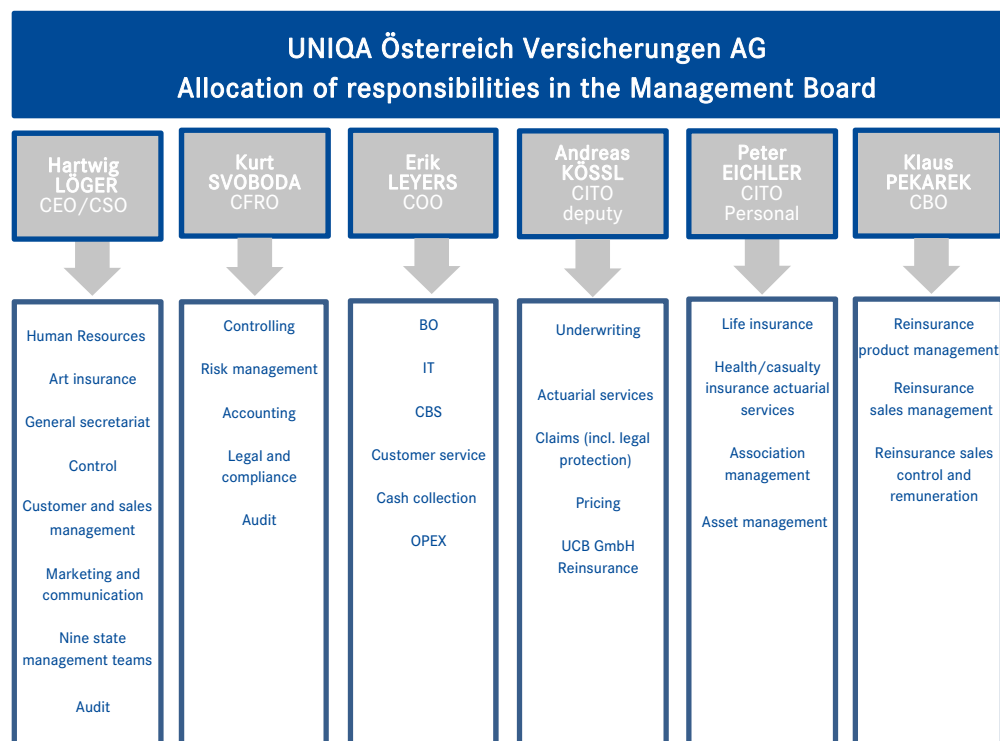 UNIQA Österreich Versicherungen AG
Allocation of responsibilities in the Management Board
Hartwig
LÖGER
CEO/CSO
Kurt
SVOBODA
CFRO
Erik
LEYERS
COO
Andreas
KÖSSL
CITO
deputy
Peter
EICHLER
CITO
Personal
Klaus
PEKAREK
CBO
Human Resources
Art insurance
General secretariat
Control
Customer and sales
management
Marketing and
communication
Nine state
management teams
Audit
Controlling
Risk management
Accounting
Legal and
compliance
Audit
BO
IT
CBS
Customer service
Cash collection
OPEX
Underwriting
Actuarial services
Claims (incl. legal
protection)
Pricing
UCB GmbH
Reinsurance
Life insurance
Health/casualty
insurance actuarial
services
Association
management
Asset management
Reinsurance
product management
Reinsurance
sales management
Reinsurance sales
control and
remuneration